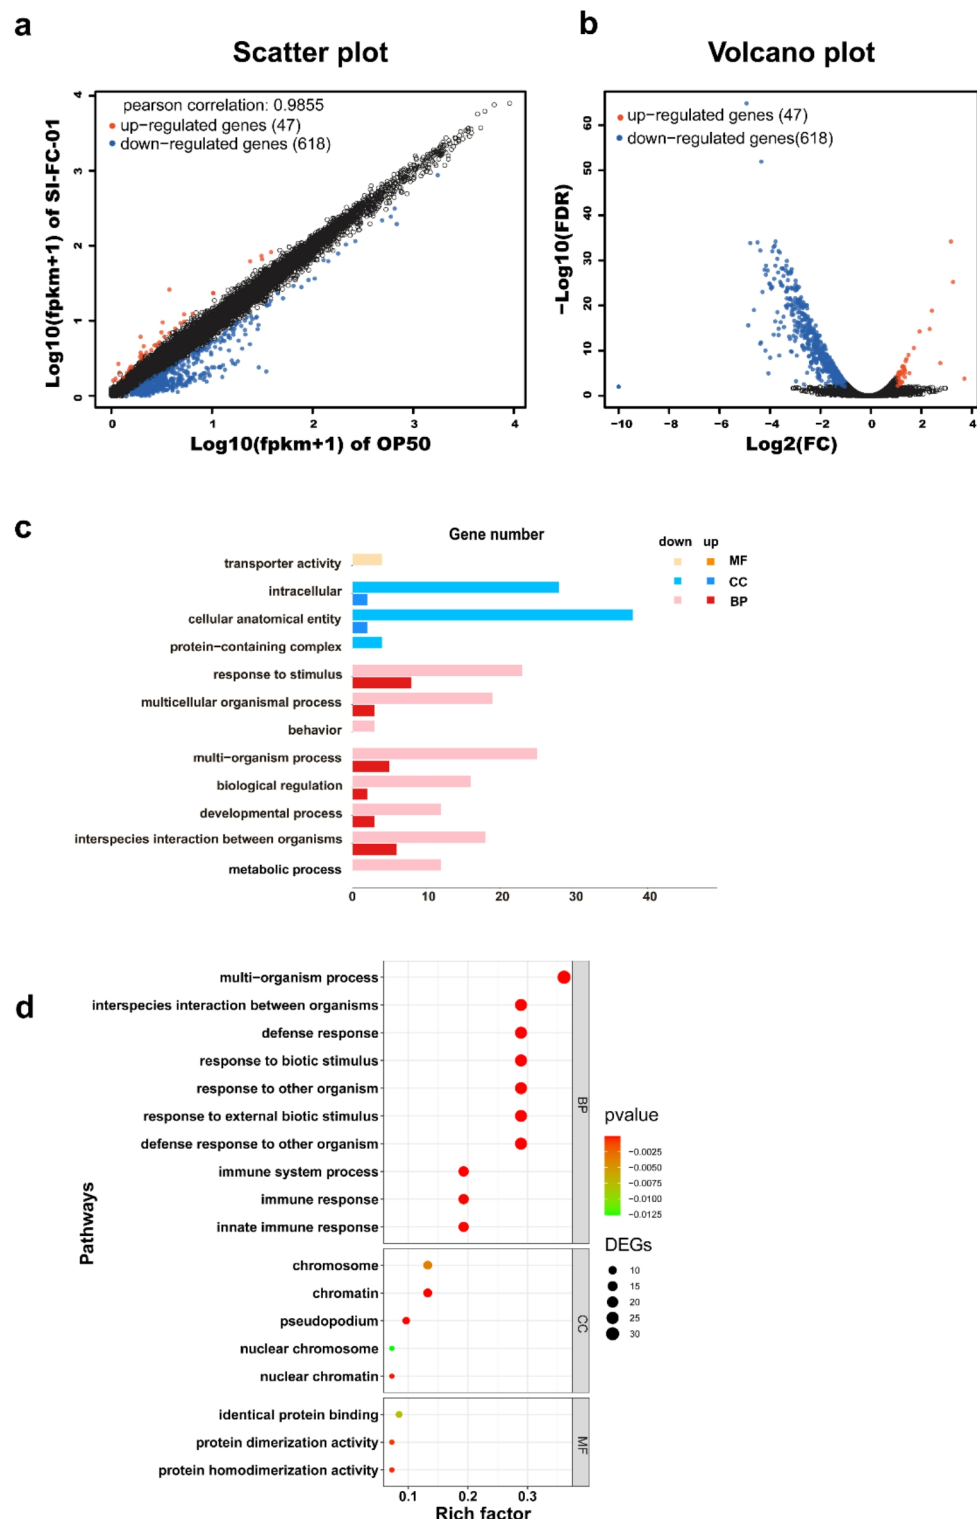 a
Scatter plot
pearson correlation: 0.9855
up−regulated genes (47)
down−regulated genes (618)
Log10(fpkm+1) of SI-FC-01
4
3
2
1
0
0
1
2
3
4
Log10(fpkm+1) of OP50
b
Volcano plot
up−regulated genes (47)
down−regulated genes(618)
−Log10(FDR)
60
50
40
30
20
10
0
−10
−8
−6
−4
−2
0
2
4
Log2(FC)
c
Gene number
down up
MF
CC
BP
transporter activity
intracellular
cellular anatomical entity
protein−containing complex
response to stimulus
multicellular organismal process
behavior
multi−organism process
biological regulation
developmental process
interspecies interaction between organisms
metabolic process
0
10
20
30
40
d
Pathways
multi−organism process
interspecies interaction between organisms
defense response
response to biotic stimulus
response to other organism
response to external biotic stimulus
defense response to other organism
immune system process
immune response
innate immune response
BP
chromosome
chromatin
pseudopodium
nuclear chromosome
nuclear chromatin
CC
identical protein binding
protein dimerization activity
protein homodimerization activity
MF
0.1
0.2
0.3
Rich factor
pvalue
−0.0025
−0.0050
−0.0075
−0.0100
−0.0125
DEGs
10
15
20
25
30